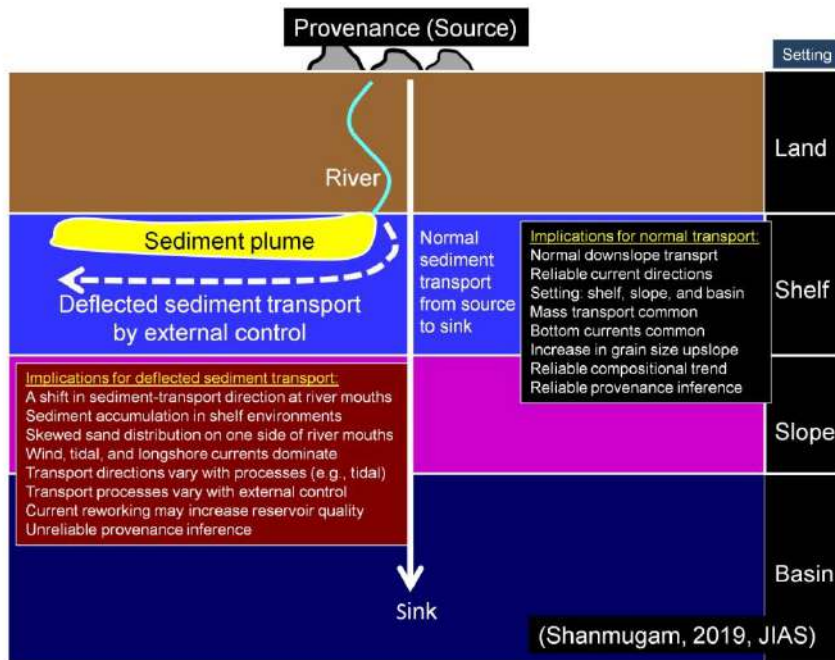 Provenance (Source)
Setting
Land
River
Sediment plume
Deflected sediment transport
by external control
Normal
sediment
transport
from source
to sink
Implications for normal transport:
Normal downslope transprt
Reliable current directions
Setting: shelf, slope, and basin
Mass transport common
Bottom currents common
Increase in grain size upslope
Reliable compositional trend
Reliable provenance inference
Shelf
Implications for deflected sediment transport:
A shift in sediment-transport direction at river mouths
Sediment accumulation in shelf environments
Skewed sand distribution on one side of river mouths
Wind, tidal, and longshore currents dominate
Transport directions vary with processes (e.g., tidal)
Transport processes vary with external control
Current reworking may increase reservoir quality
Unreliable provenance inference
Slope
Basin
Sink
(Shanmugam, 2019, JIAS)